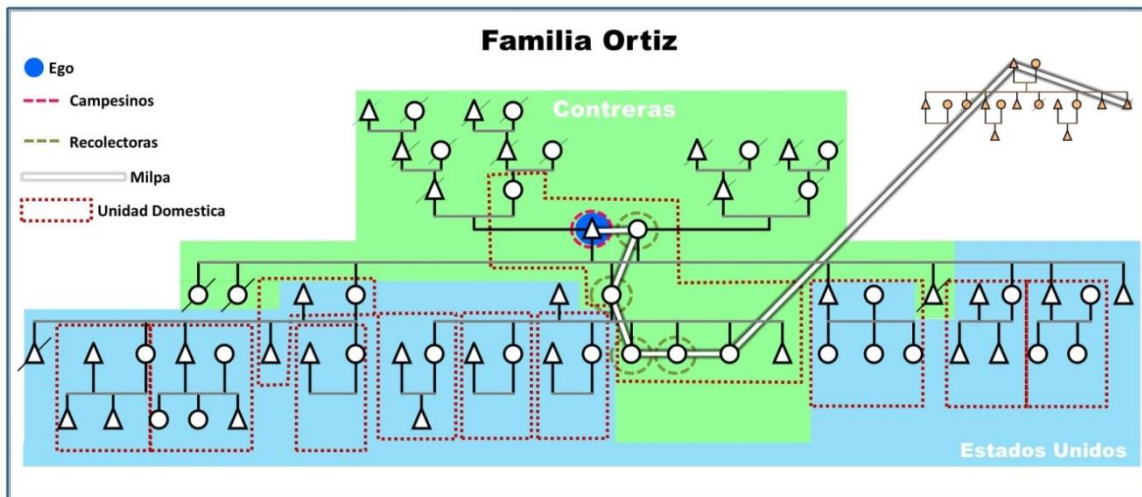 Familia Ortiz
Ego
Campesinos
Recolectoras
Milpa
Unidad Domestica
Contreras
Estados Unidos